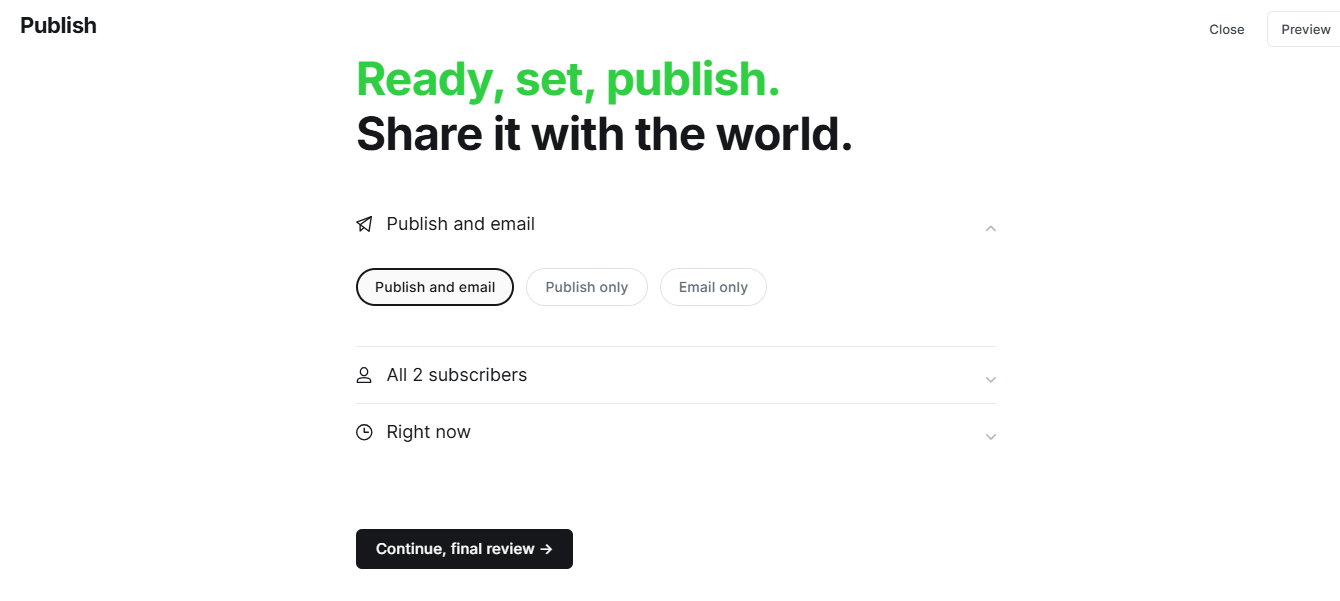 Publish
Close
Preview
Ready, set, publish.
Share it with the world.
Publish and email
Publish and email
Publish only
Email only
All 2 subscribers
Right now
Continue, final review →